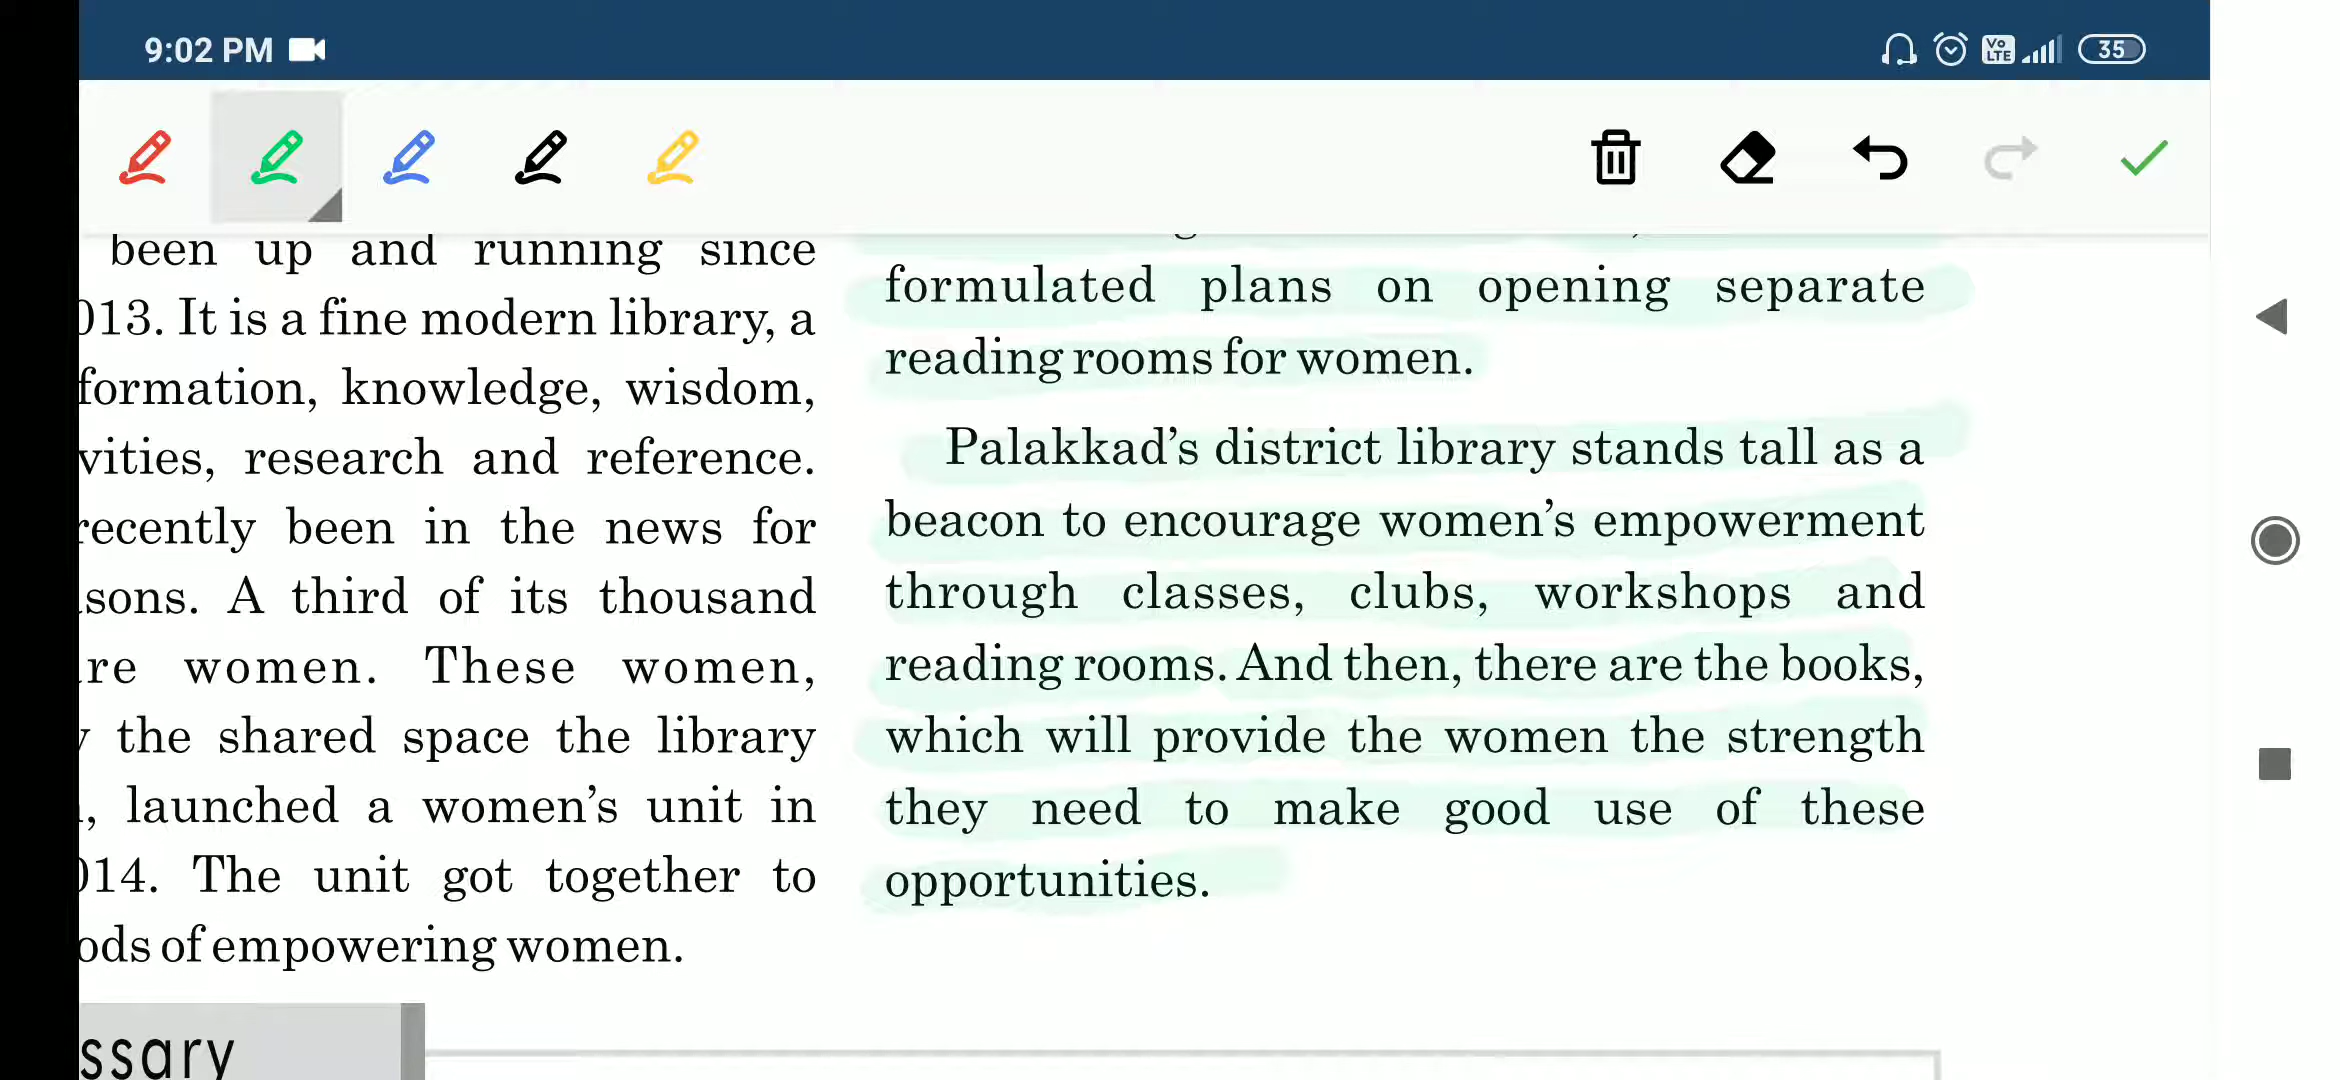 9:02 PM
Vo
LTE
35
been up and running since
013. It is a fine modern library, a
formation, knowledge, wisdom,
vities, research and reference.
recently been in the news for
sons. A third of its thousand
re women. These women,
the shared space the library
, launched a women's unit in
014. The unit got together to
ods of empowering women.
ssary
formulated plans on opening separate
reading rooms for women.
Palakkad's district library stands tall as a
beacon to encourage women's empowerment
through classes, clubs, workshops and
reading rooms. And then, there are the books,
which will provide the women the strength
they need to make good use of these
opportunities.